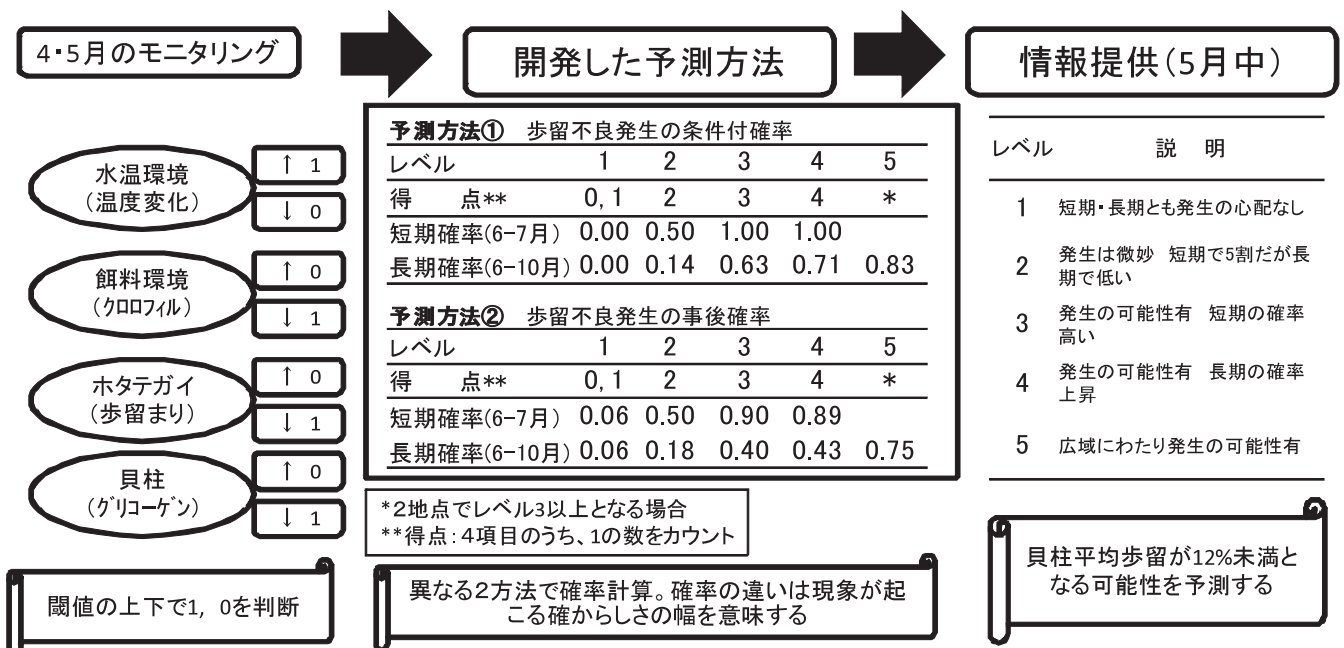 4・5月のモニタリング
開発した予測方法
情報提供(5月中)
水温環境
(温度変化)
↑ 1
↓ 0
餌料環境
(クロロフィル)
↑ 0
↓ 1
ホタテガイ
(歩留まり)
↑ 0
↓ 1
貝柱
(グリコーゲン)
↑ 0
↓ 1
閾値の上下で1, 0を判断
予測方法① 歩留不良発生の条件付確率
レベル 1 2 3 4 5
得 点** 0, 1 2 3 4 *
短期確率(6-7月) 0.00 0.50 1.00 1.00
長期確率(6-10月) 0.00 0.14 0.63 0.71 0.83
予測方法② 歩留不良発生の事後確率
レベル 1 2 3 4 5
得 点** 0, 1 2 3 4 *
短期確率(6-7月) 0.06 0.50 0.90 0.89
長期確率(6-10月) 0.06 0.18 0.40 0.43 0.75
*2地点でレベル3以上となる場合
**得点:4項目のうち、1の数をカウント
異なる2方法で確率計算。確率の違いは現象が起
こる確からしさの幅を意味する
レベル 説 明
1 短期・長期とも発生の心配なし
2 発生は微妙 短期で5割だが長
期で低い
3 発生の可能性有 短期の確率
高い
4 発生の可能性有 長期の確率
上昇
5 広域にわたり発生の可能性有
貝柱平均歩留が12%未満と
なる可能性を予測する